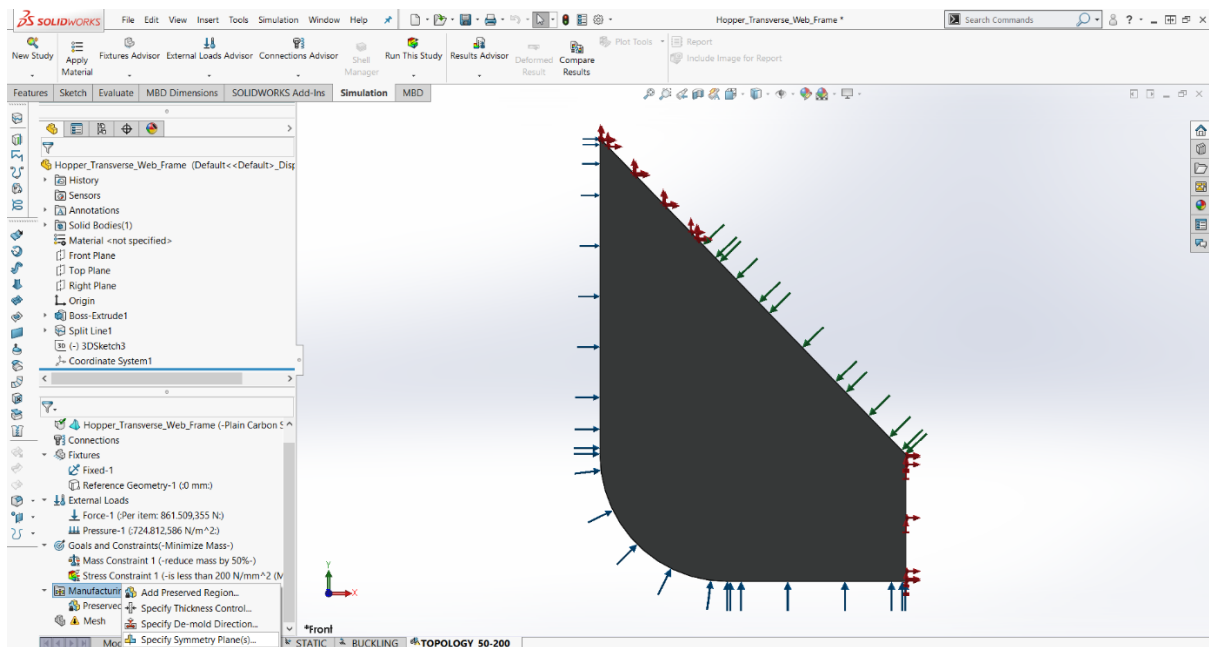 SOLIDWORKS File Edit View Insert Tools Simulation Window Help Hopper_Transverse_Web_Frame * Search Commands
New Study Apply Material Fixtures Advisor External Loads Advisor Connections Advisor Shell Manager Run This Study Results Advisor Deformed Result Compare Results Plot Tools Report
Include Image for Report
Features Sketch Evaluate MBD Dimensions SOLIDWORKS Add-Ins Simulation MBD
Hopper_Transverse_Web_Frame (Default<<Default>_Disp
History
Sensors
Annotations
Solid Bodies(1)
Material <not specified>
Front Plane
Top Plane
Right Plane
Origin
Boss-Extrude1
Split Line1
(-) 3DSketch3
Coordinate System1
Hopper_Transverse_Web_Frame (-Plain Carbon S
Connections
Fixtures
Fixed-1
Reference Geometry-1 (:0 mm:)
External Loads
Force-1 (:Per item: 861.509,355 N:)
Pressure-1 (:724.812,586 N/m^2:)
Goals and Constraints(-Minimize Mass-)
Mass Constraint 1 (-reduce mass by 50%-)
Stress Constraint 1 (-is less than 200 N/mm^2 (M
Manufacturin
Add Preserved Region...
Preserved
Specify Thickness Control...
Mesh
Specify De-mold Direction...
Specify Symmetry Plane(s)...
Y
X
*Front
Mod
STATIC BUCKLING TOPOLOGY 50-200